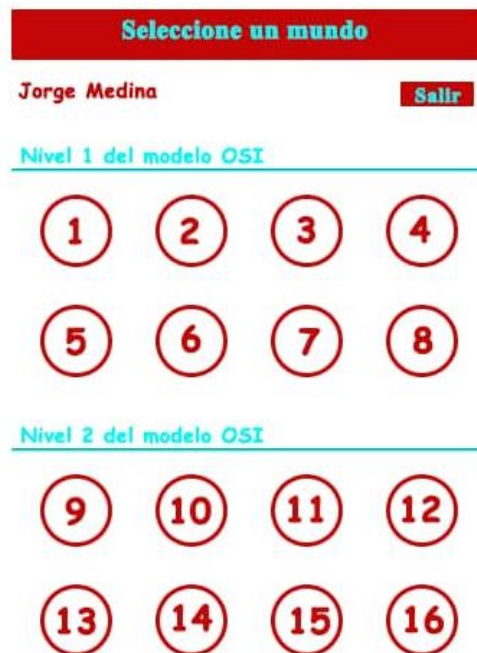 Seleccione un mundo
Jorge Medina Salir
Nivel 1 del modelo OSI
1 2 3 4
5 6 7 8
Nivel 2 del modelo OSI
9 10 11 12
13 14 15 16